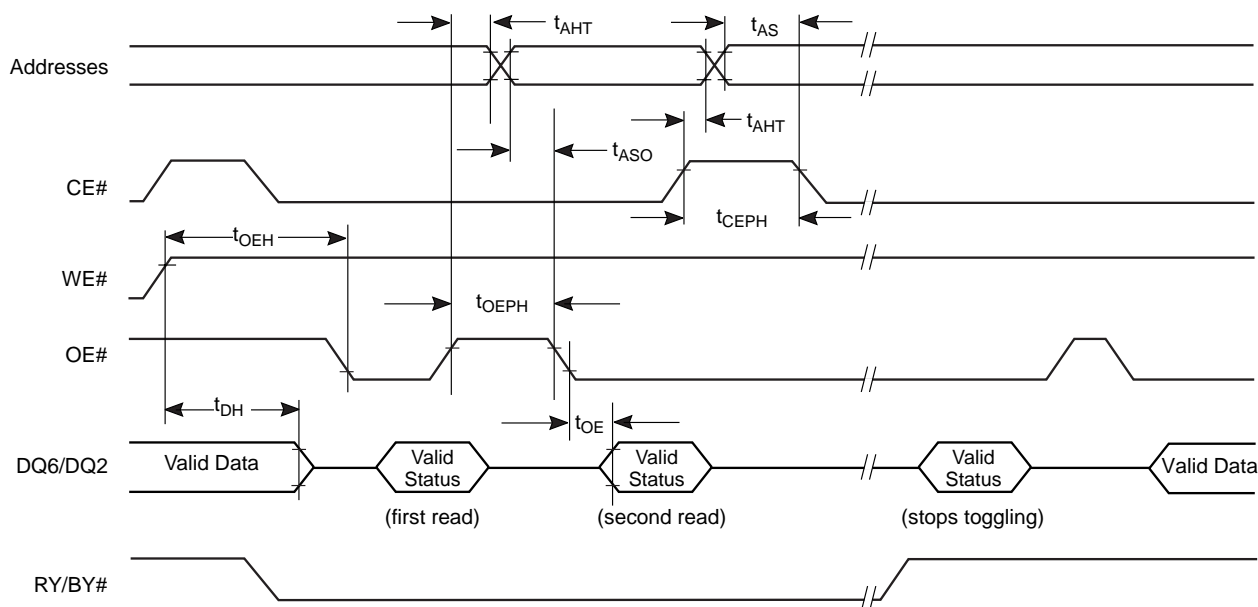 tAHT
tAS
Addresses
tAHT
tASO
CE#
tCEPH
tOEH
WE#
tOEPH
OE#
tDH
tOE
DQ6/DQ2
Valid Data
Valid
Status
Valid
Status
Valid
Status
Valid Data
(first read)
(second read)
(stops toggling)
RY/BY#